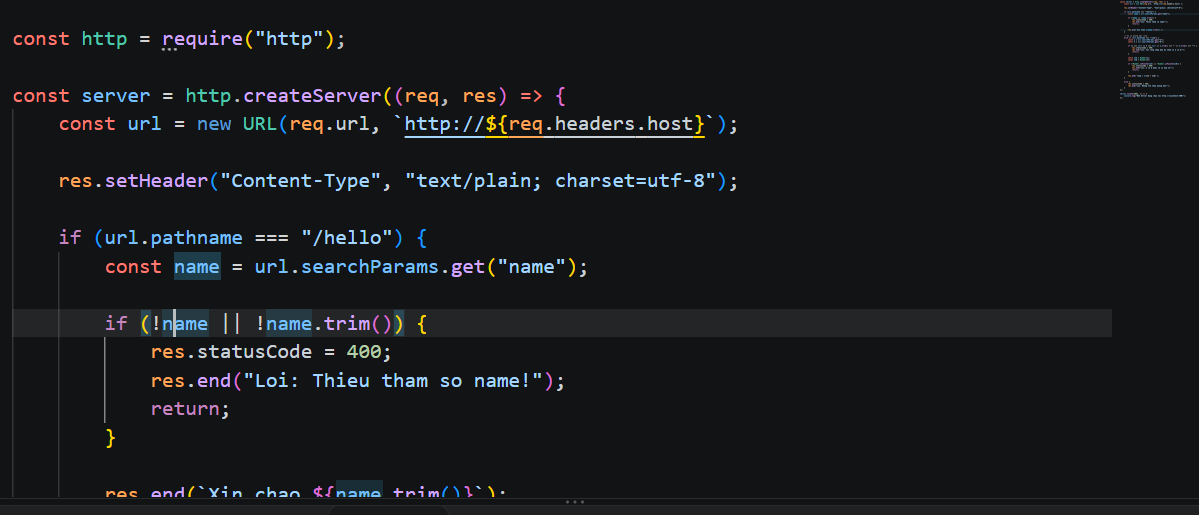 const http = require("http");
const server = http.createServer((req, res) => {
const url = new URL(req.url, `http://${req.headers.host}`);
res.setHeader("Content-Type", "text/plain; charset=utf-8");
if (url.pathname === "/hello") {
const name = url.searchParams.get("name");
if (!name || !name.trim()) {
res.statusCode = 400;
res.end("Loi: Thieu tham so name!");
return;
}
res.end(`Xin chao ${name.trim()}`);